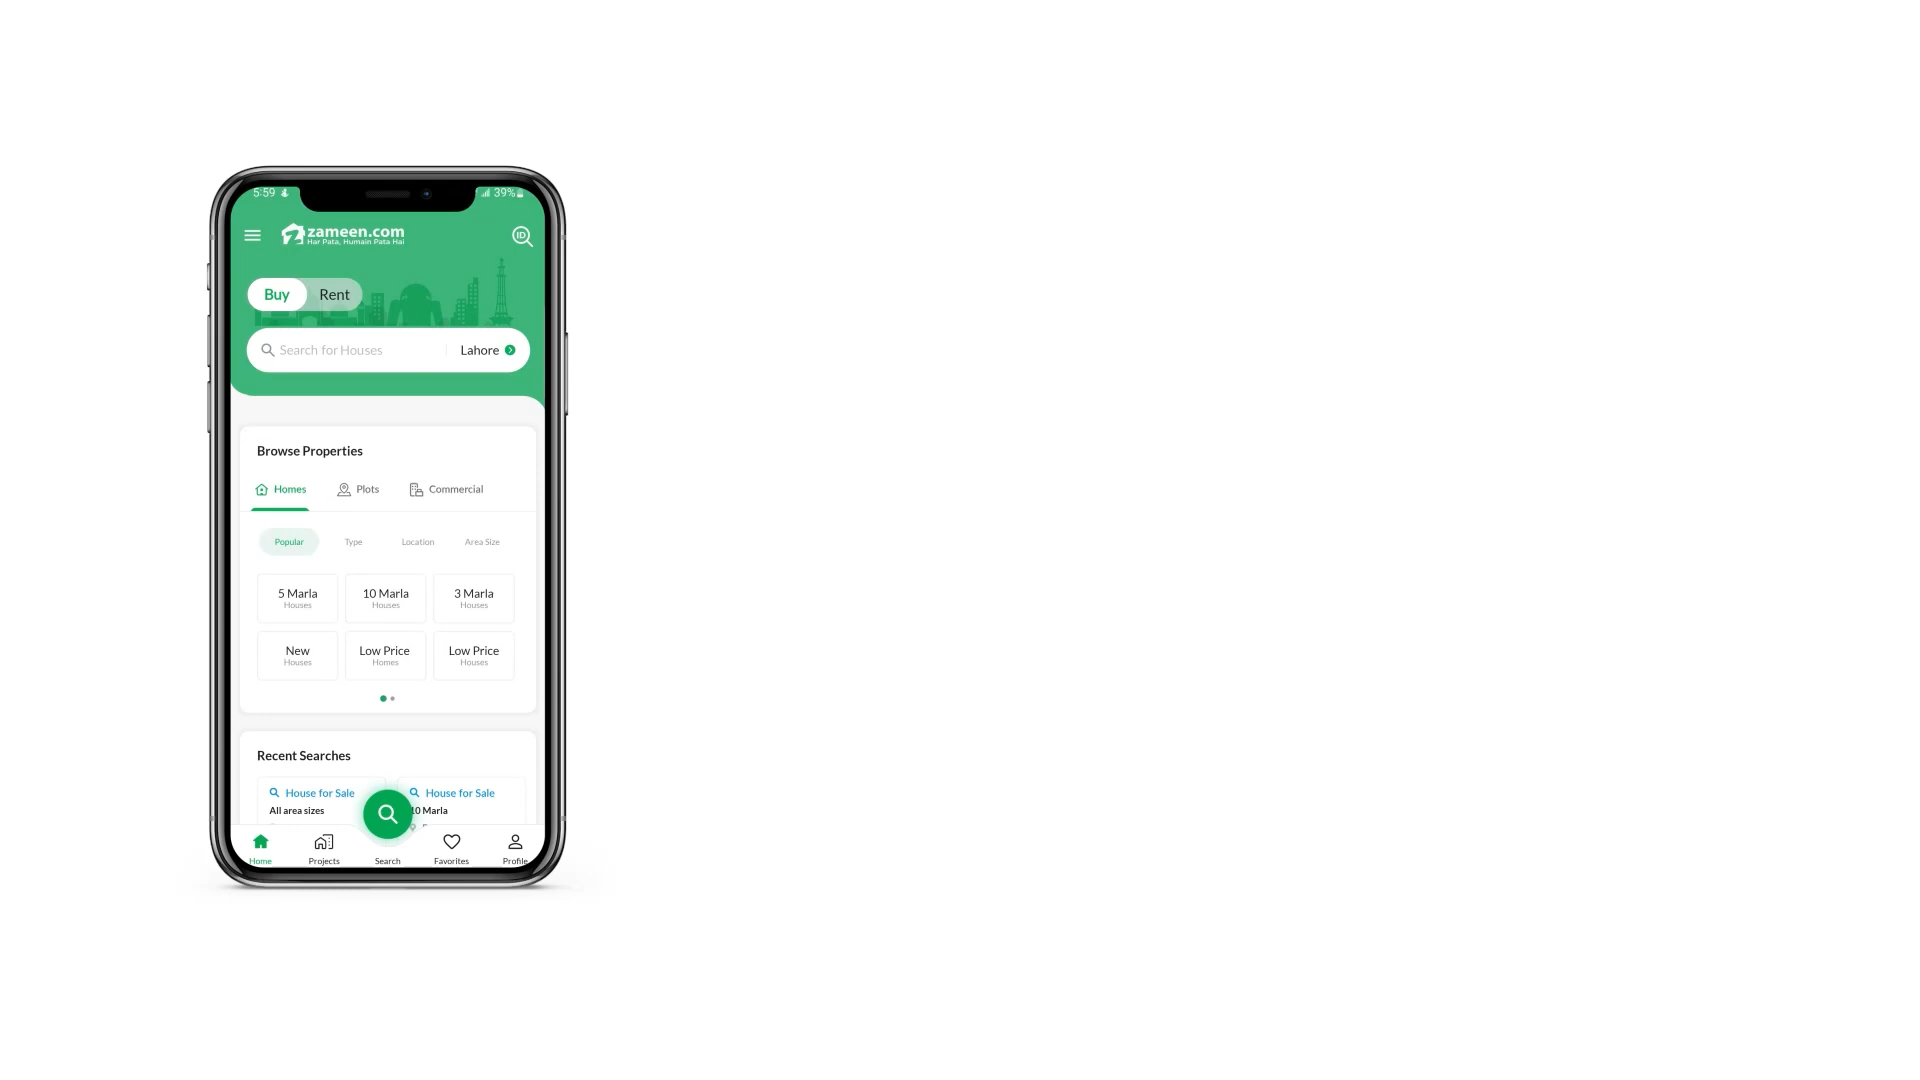 5:59
39%
zameen.com
Har Pata, Humain Pata Hai
ID
Buy
Rent
Search for Houses
Lahore
Browse Properties
Homes
Plots
Commercial
Popular
Type
Location
Area Size
5 Marla
Houses
10 Marla
Houses
3 Marla
Houses
New
Houses
Low Price
Homes
Low Price
Houses
Recent Searches
House for Sale
All area sizes
House for Sale
10 Marla
Home
Projects
Search
Favorites
Profile